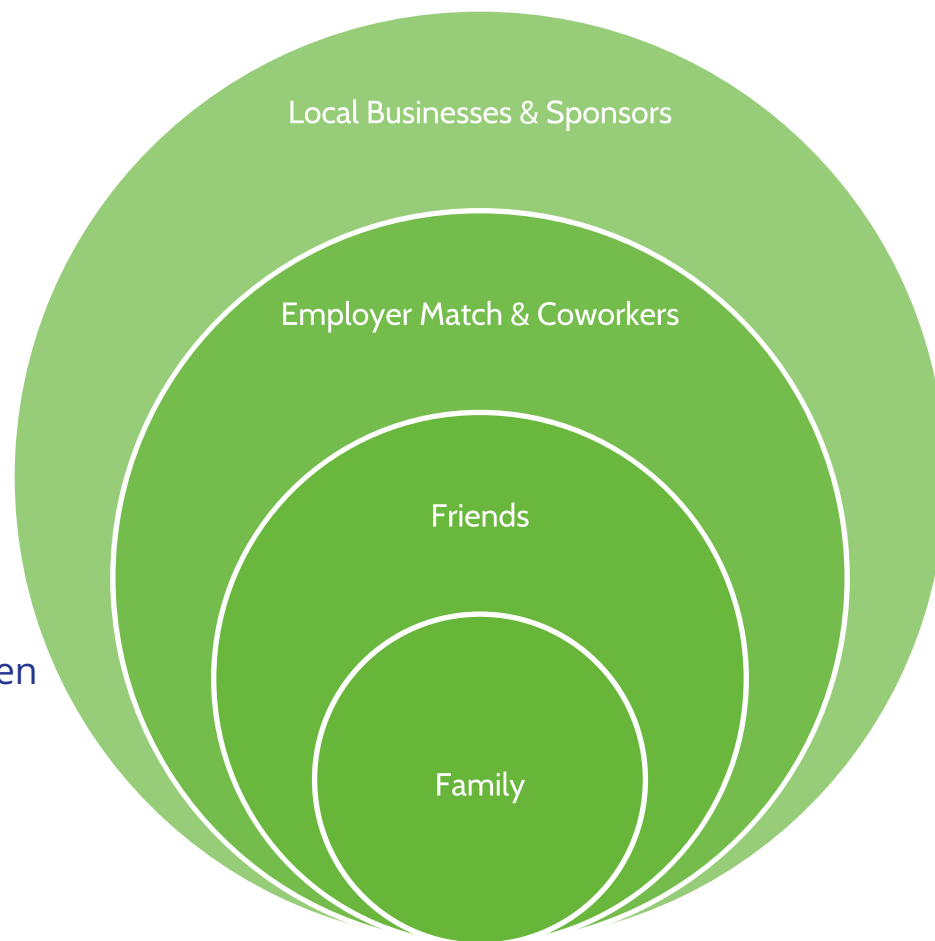 Local Businesses & Sponsors
Employer Match & Coworkers
Friends
en
Family